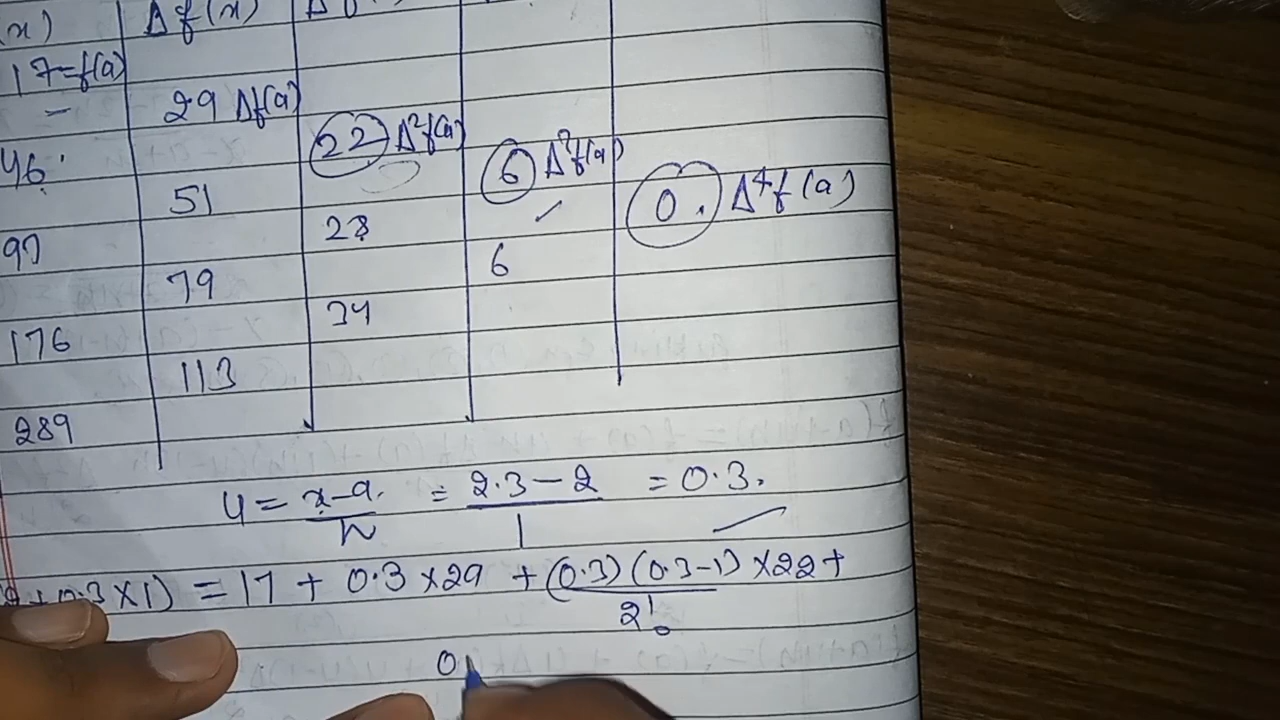 (x) Δf(x)
17=f(a)
29 Δf(a)
22 Δ²f(a)
46 6 Δ³f(a)
51 0. Δ⁴f(a)
97 28
79 6
176 34
113
289
u = x-a / h = 2.3-2 / 1 = 0.3.
+0.3×1) = 17 + 0.3×29 + (0.3)(0.3-1)/2! ×22+
0.